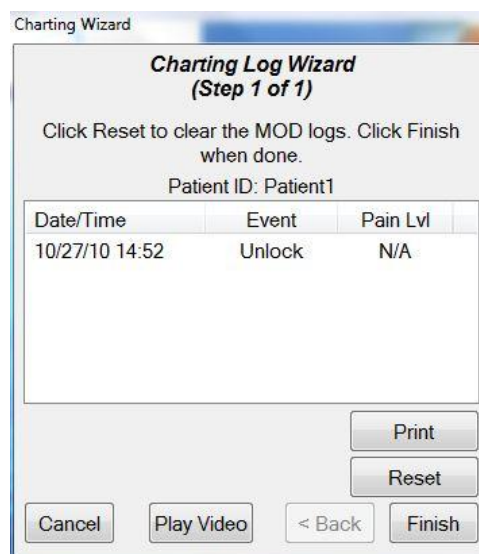 Charting Wizard
Charting Log Wizard
(Step 1 of 1)
Click Reset to clear the MOD logs. Click Finish
when done.
Patient ID: Patient1
Date/Time Event Pain Lvl
10/27/10 14:52 Unlock N/A
Print
Reset
Cancel Play Video < Back Finish